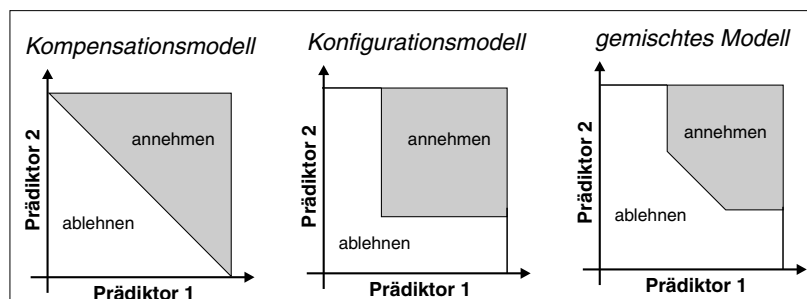 Kompensationsmodell
Prädiktor 2
annehmen
ablehnen
Prädiktor 1
Konfigurationsmodell
Prädiktor 2
annehmen
ablehnen
Prädiktor 1
gemischtes Modell
Prädiktor 2
annehmen
ablehnen
Prädiktor 1